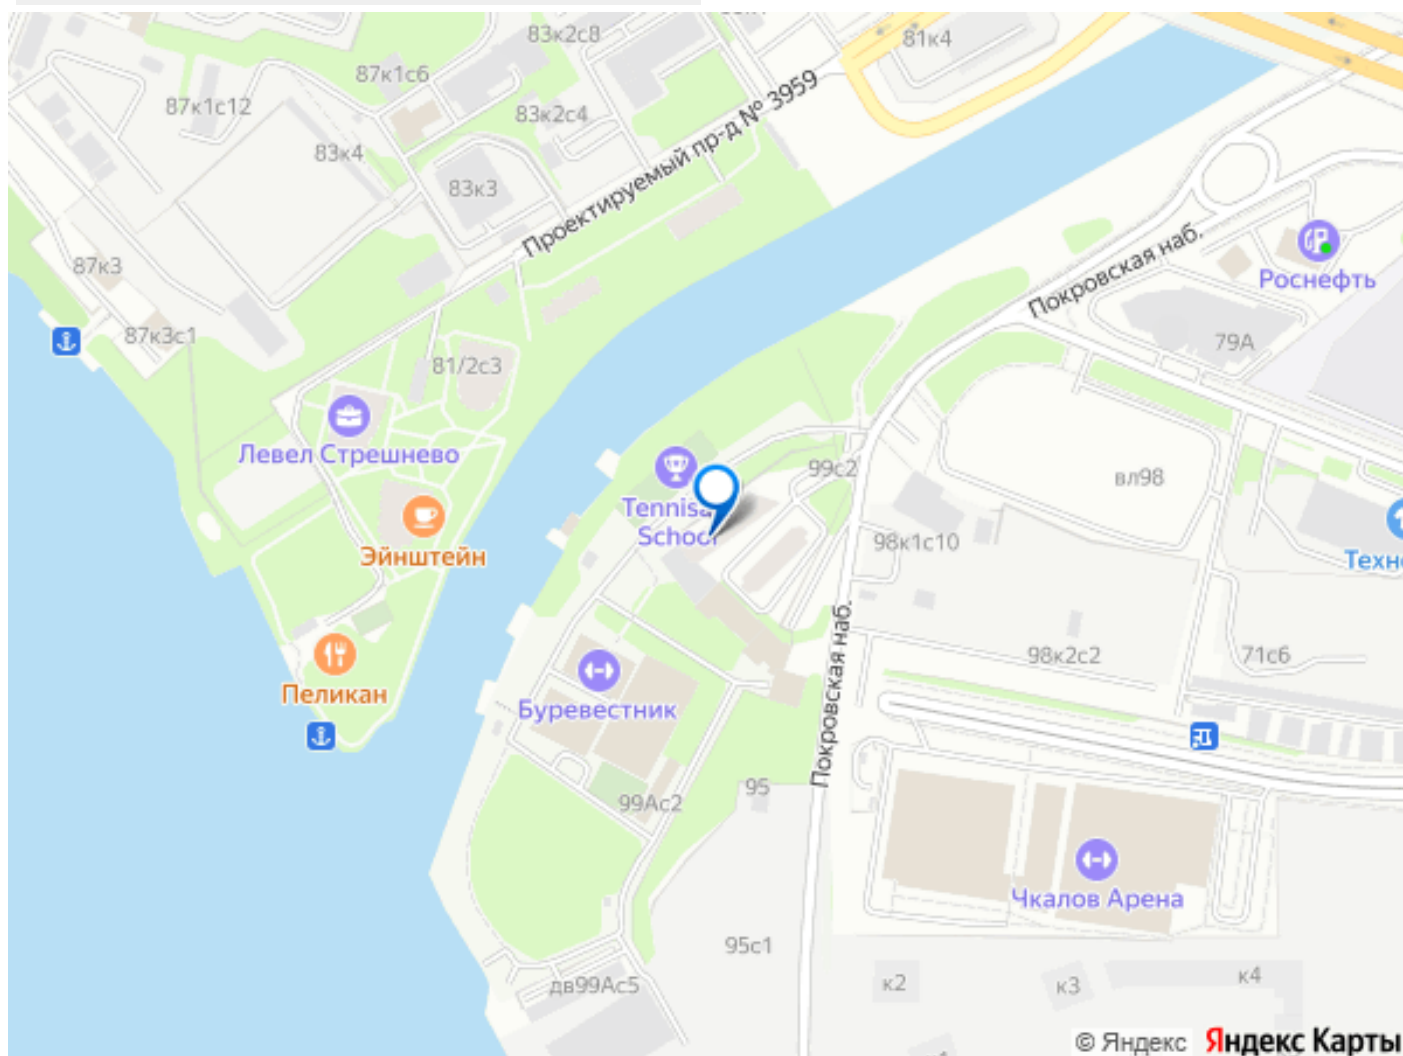 83к2с8
81к4
87к1с6
87к1с12
83к2с4
83к4
83к3
Проектируемый пр-д № 3959
Покровская наб.
Роснефть
87к3
87к3с1
79А
81/2с3
Левел Стрешнево
99с2
вл98
Tennisa
School
Эйнштейн
98к1с10
Техн
Покровская наб.
98к2с2
71с6
Пеликан
Буревестник
95
99Ас2
Чкалов Арена
95с1
дв99Ас5
к2
к3
к4
© Яндекс Яндекс Карты